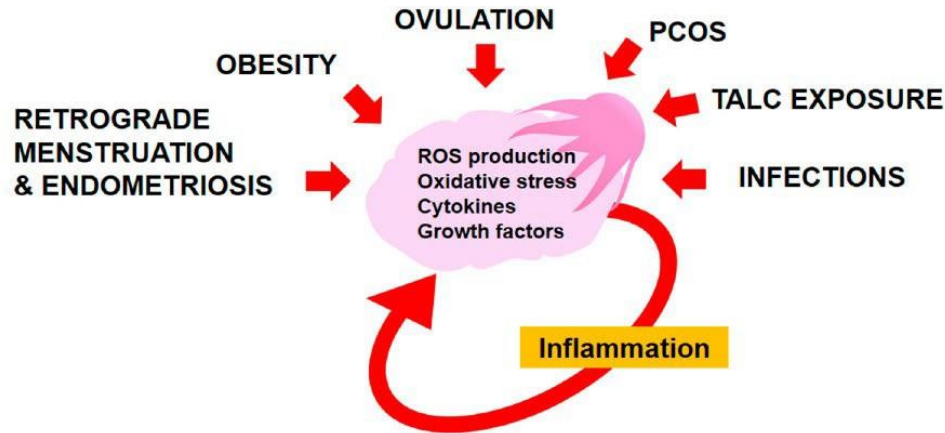 OVULATION
PCOS
OBESITY
TALC EXPOSURE
RETROGRADE
MENSTRUATION
& ENDOMETRIOSIS
INFECTIONS
ROS production
Oxidative stress
Cytokines
Growth factors
Inflammation